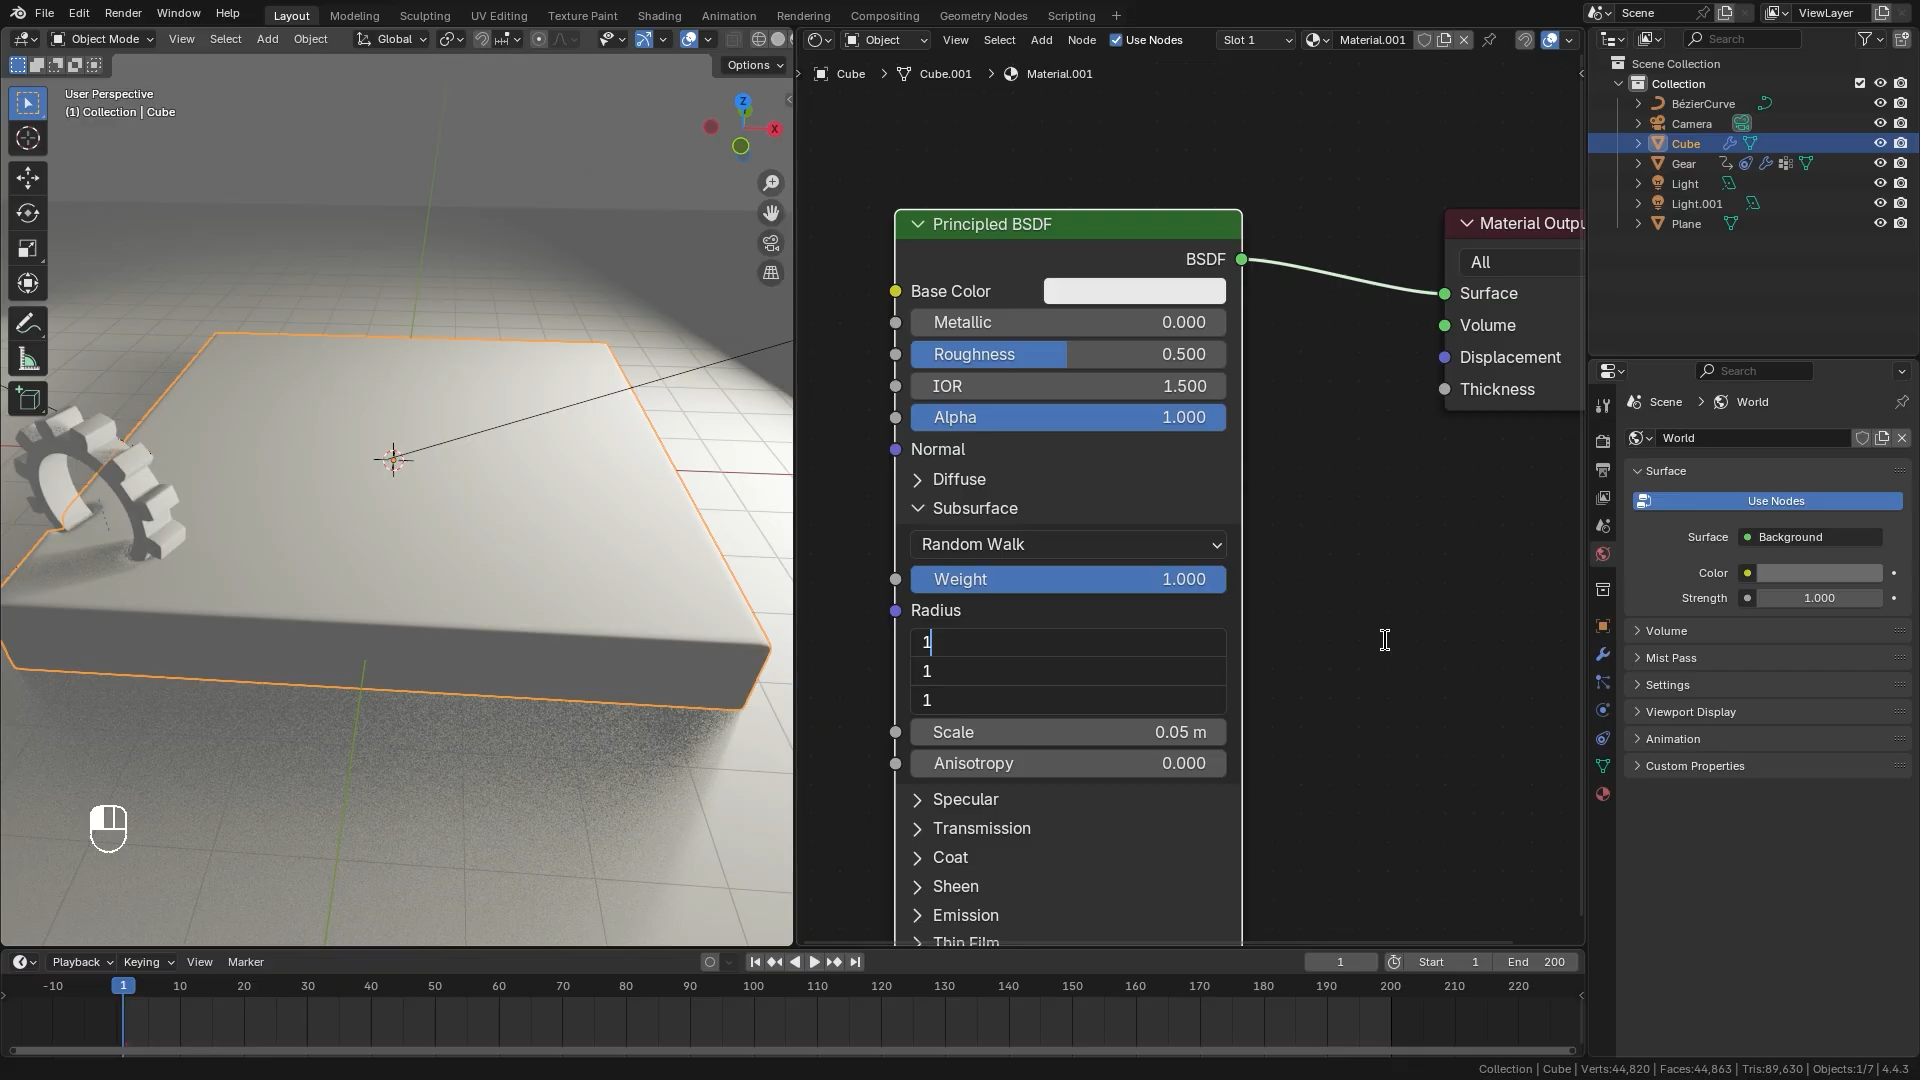 File Edit Render Window Help Layout Modeling Sculpting UV Editing Texture Paint Shading Animation Rendering Compositing Geometry Nodes Scripting + Scene ViewLayer
Object Mode View Select Add Object Global
Object View Select Add Node Use Nodes Slot 1 Material.001
Search
Options
Cube > Cube.001 > Material.001
User Perspective
(1) Collection | Cube
Z
X
Scene Collection
Collection
BézierCurve
Camera
Cube
Gear
Light
Light.001
Plane
Principled BSDF
BSDF
Base Color
Metallic 0.000
Roughness 0.500
IOR 1.500
Alpha 1.000
Normal
Diffuse
Subsurface
Random Walk
Weight 1.000
Radius
1
1
1
Scale 0.05 m
Anisotropy 0.000
Specular
Transmission
Coat
Sheen
Emission
Thin Film
Material Outpu
All
Surface
Volume
Displacement
Thickness
Search
Scene > World
World
Surface
Use Nodes
Surface Background
Color
Strength 1.000
Volume
Mist Pass
Settings
Viewport Display
Animation
Custom Properties
Playback Keying View Marker 1 Start 1 End 200
-10 1 10 20 30 40 50 60 70 80 90 100 110 120 130 140 150 160 170 180 190 200 210 220
Collection | Cube | Verts:44,820 | Faces:44,863 | Tris:89,630 | Objects:1/7 | 4.4.3